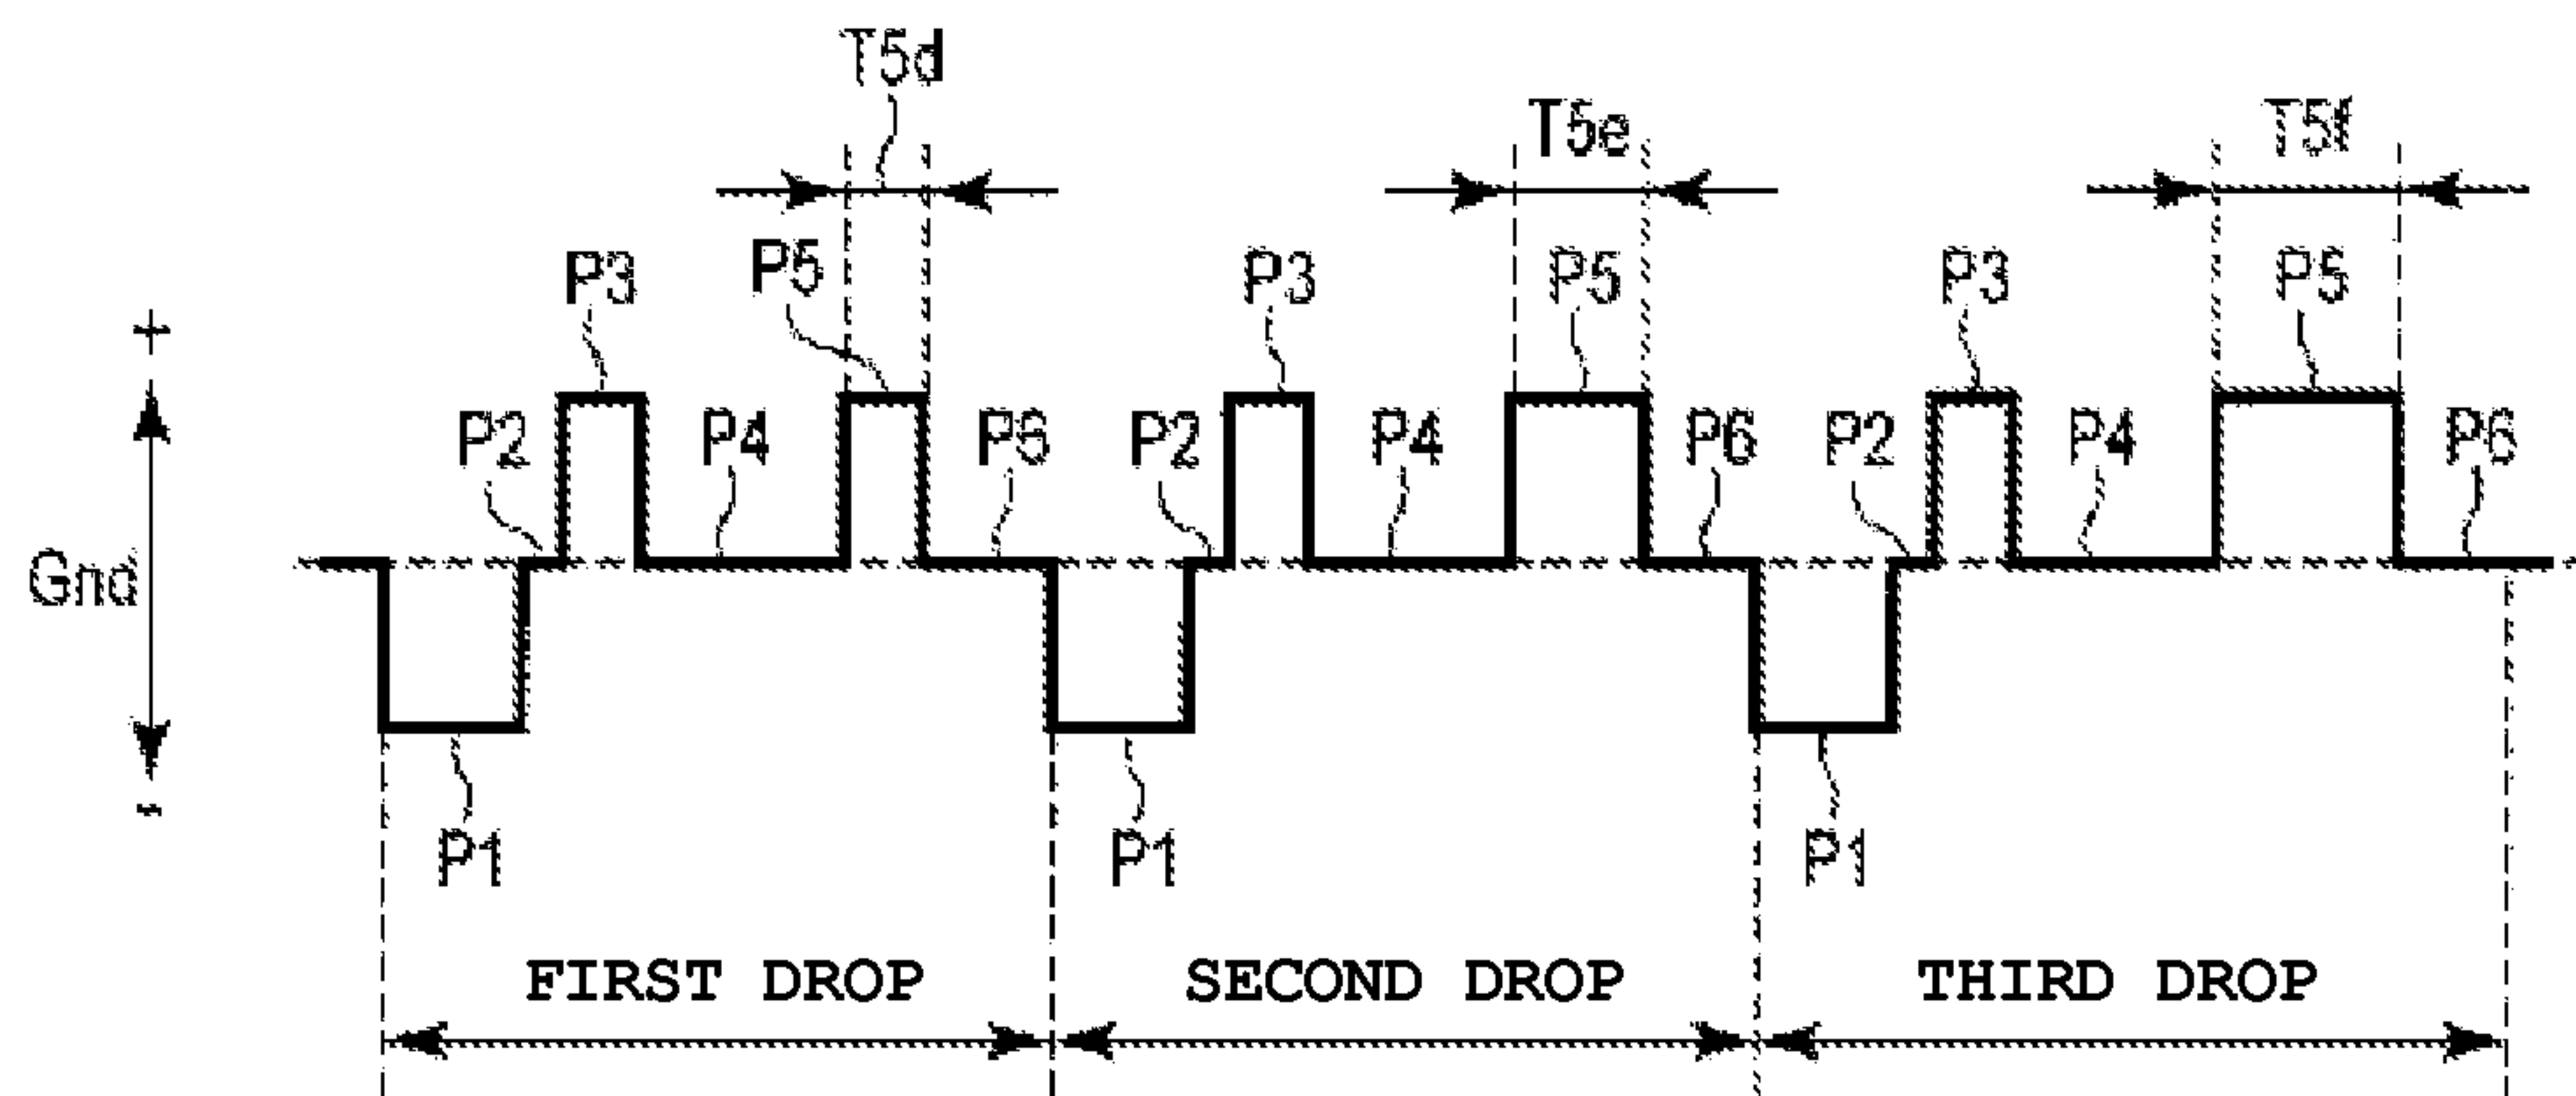 T5d
T5e
T5f
P3
P5
P3
P5
P3
P5
+
P2
P4
P6
P2
P4
P6
P2
P4
P6
Gnd
-
P1
P1
P1
FIRST DROP
SECOND DROP
THIRD DROP